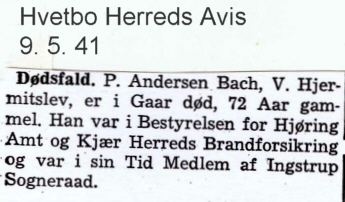 Hvetbo Herreds Avis
9. 5. 41
Dødsfald. P. Andersen Bach, V. Hjer-
mitslev, er i Gaar død, 72 Aar gam-
mel. Han var i Bestyrelsen for Hjøring
Amt og Kjær Herreds Brandforsikring
og var i sin Tid Medlem af Ingstrup
Sogneraad.